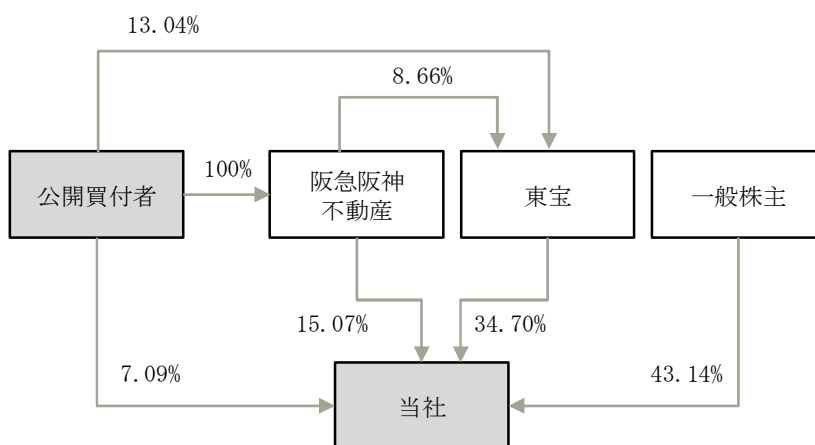 13.04%
8.66%
公開買付者
100%
阪急阪神
不動産
東宝
一般株主
15.07%
34.70%
7.09%
43.14%
当社